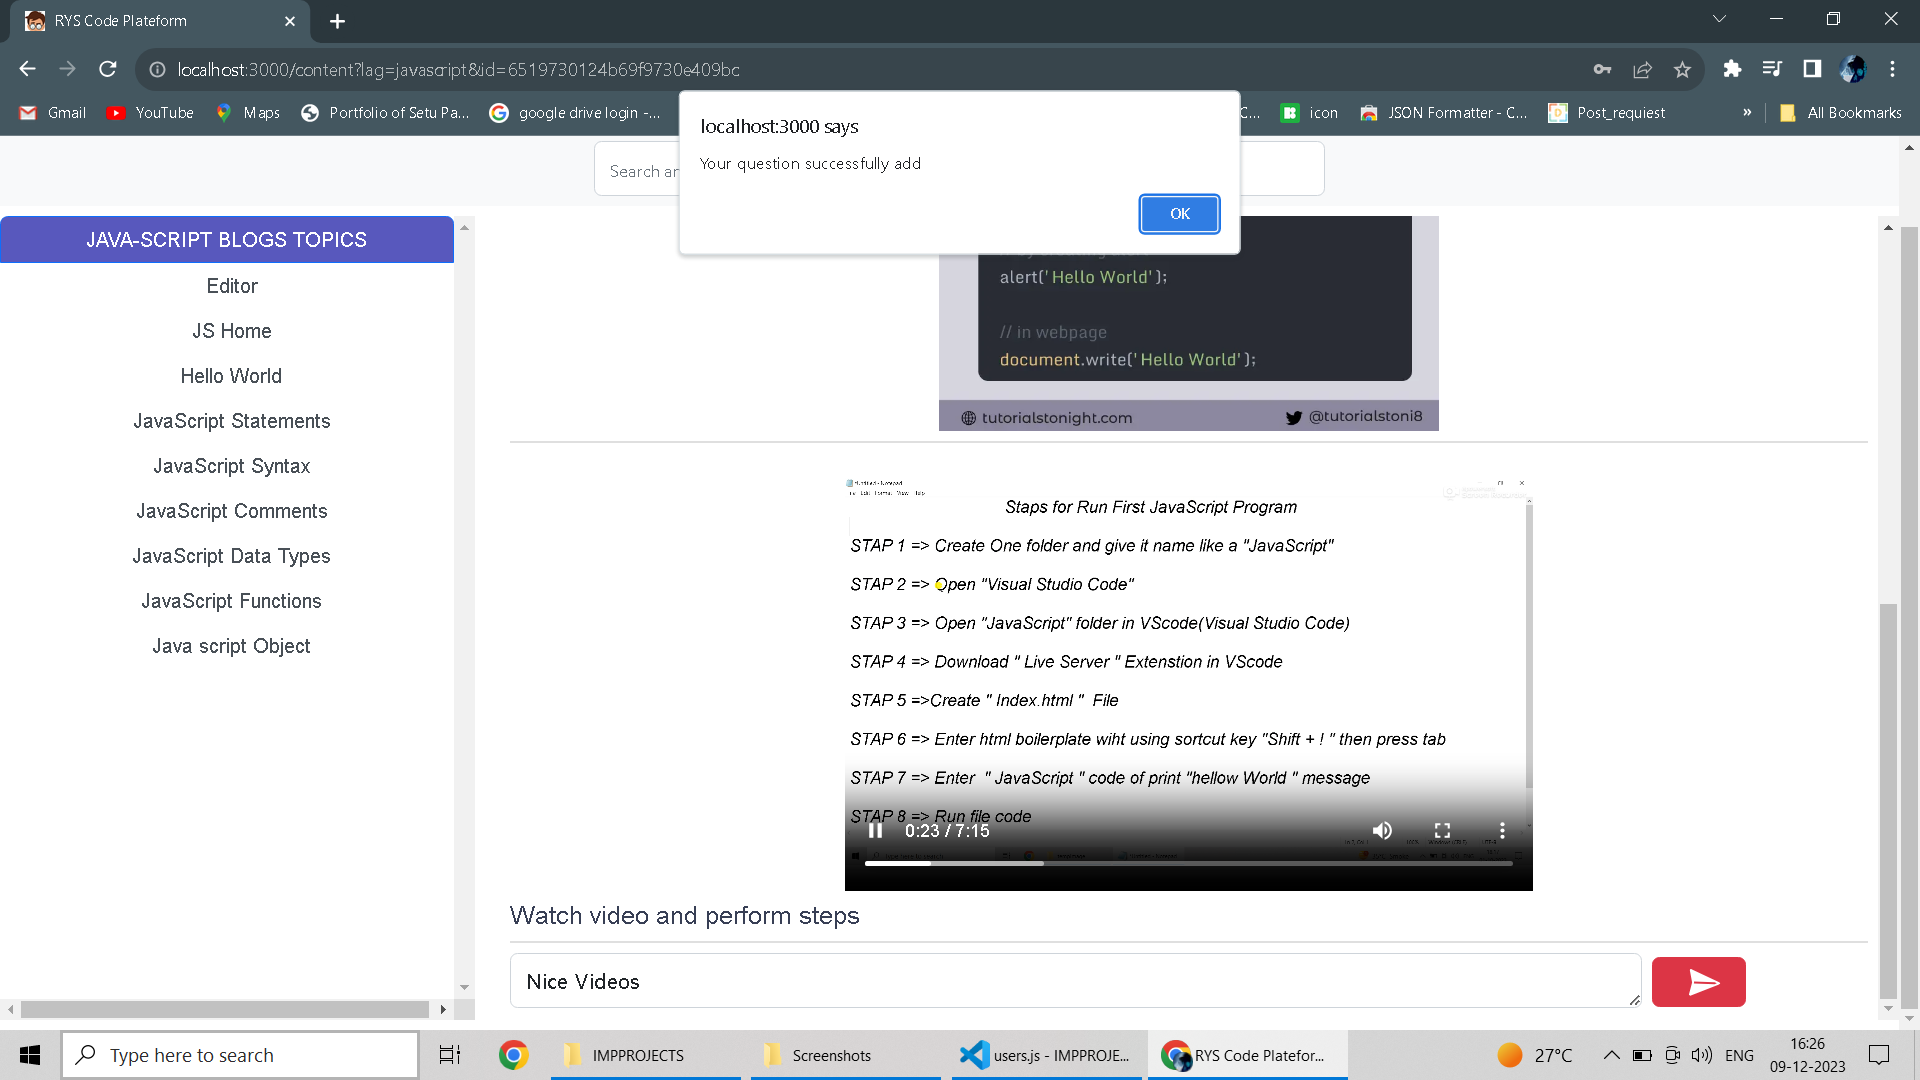 RYS Code Plateform
localhost:3000/content?lag=javascript&id=6519730124b69f9730e409bc
Gmail
YouTube
Maps
Portfolio of Setu Pa...
google drive login -...
C...
icon
JSON Formatter - C...
Post_requiest
»
All Bookmarks
localhost:3000 says
Your question successfully add
OK
Search
JAVA-SCRIPT BLOGS TOPICS
Editor
JS Home
Hello World
JavaScript Statements
JavaScript Syntax
JavaScript Comments
JavaScript Data Types
JavaScript Functions
Java script Object
alert('Hello World');
// in webpage
document.write('Hello World');
tutorialstonight.com
@tutorialstoni8
Untitled - Notepad
Edit Format View Help
Staps for Run First JavaScript Program
STAP 1 => Create One folder and give it name like a "JavaScript"
STAP 2 => Open "Visual Studio Code"
STAP 3 => Open "JavaScript" folder in VScode(Visual Studio Code)
STAP 4 => Download " Live Server " Extenstion in VScode
STAP 5 =>Create " Index.html "  File
STAP 6 => Enter html boilerplate wiht using sortcut key "Shift + ! " then press tab
STAP 7 => Enter  " JavaScript " code of print "hellow World " message
STAP 8 => Run file code
0:23 / 7:15
Watch video and perform steps
Nice Videos
Type here to search
IMPPROJECTS
Screenshots
users.js - IMPPROJE...
RYS Code Platefor...
27°C
ENG
16:26
09-12-2023